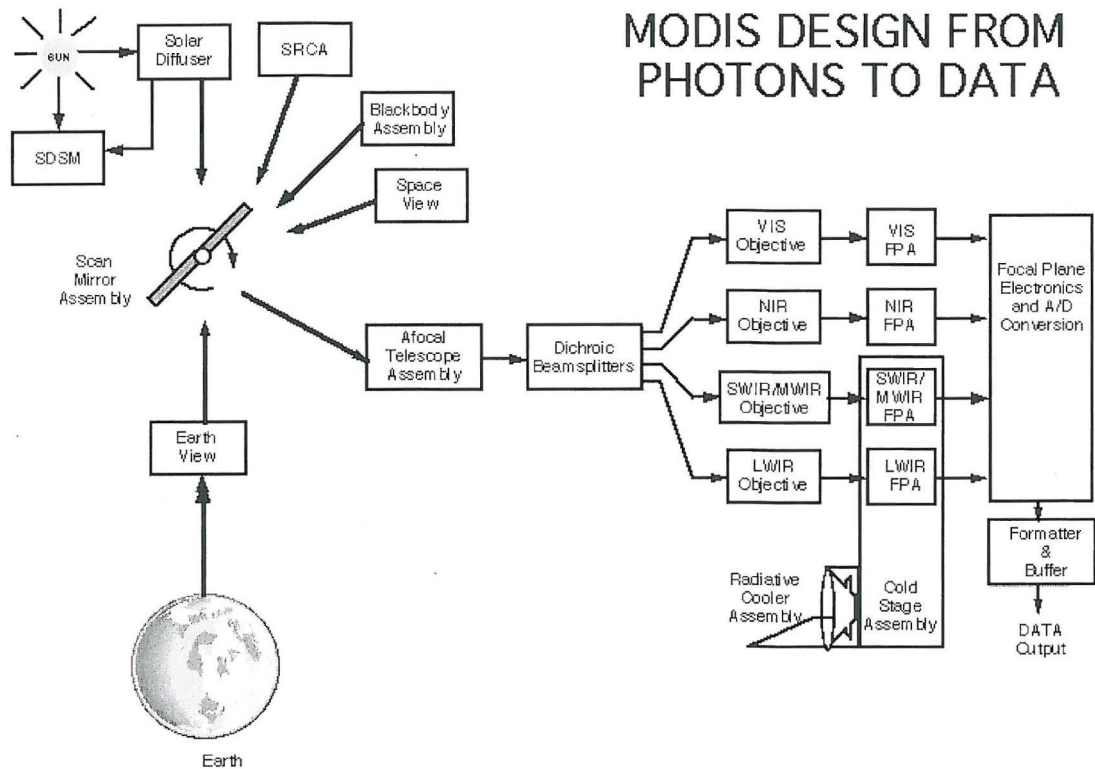 MODIS DESIGN FROM
PHOTONS TO DATA
SUN
Solar
Diffuser
SRCA
SDSM
Blackbody
Assembly
Space
View
Scan
Mirror
Assembly
Earth
View
Earth
Afocal
Telescope
Assembly
Dichroic
Beamsplitters
VIS
Objective
VIS
FPA
NIR
Objective
NIR
FPA
SWIR/MWIR
Objective
SWIR/
MWIR
FPA
LWIR
Objective
LWIR
FPA
Focal Plane
Electronics
and A/D
Conversion
Radiative
Cooler
Assembly
Cold
Stage
Assembly
Formatter
&
Buffer
DATA
Output